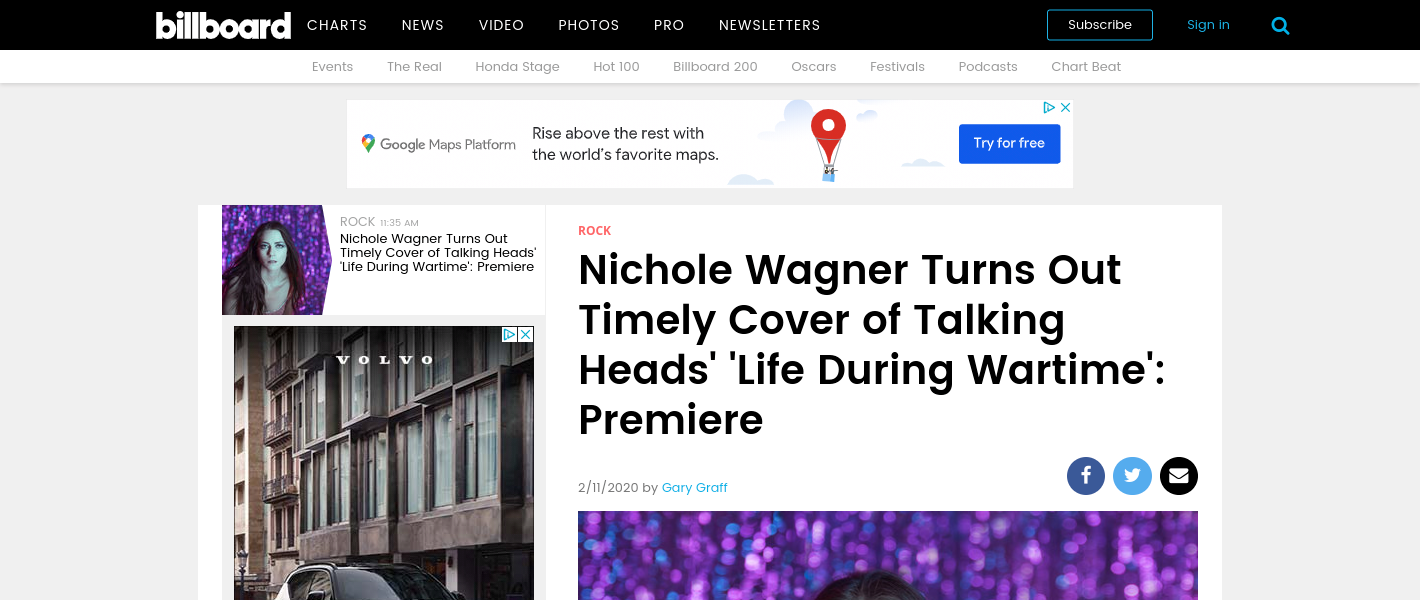 billboard CHARTS NEWS VIDEO PHOTOS PRO NEWSLETTERS Subscribe Sign in
Events The Real Honda Stage Hot 100 Billboard 200 Oscars Festivals Podcasts Chart Beat
Google Maps Platform
Rise above the rest with
the world's favorite maps.
Try for free
ROCK 11:35 AM
Nichole Wagner Turns Out
Timely Cover of Talking Heads'
'Life During Wartime': Premiere
VOLVO
ROCK
Nichole Wagner Turns Out
Timely Cover of Talking
Heads' 'Life During Wartime':
Premiere
2/11/2020 by Gary Graff